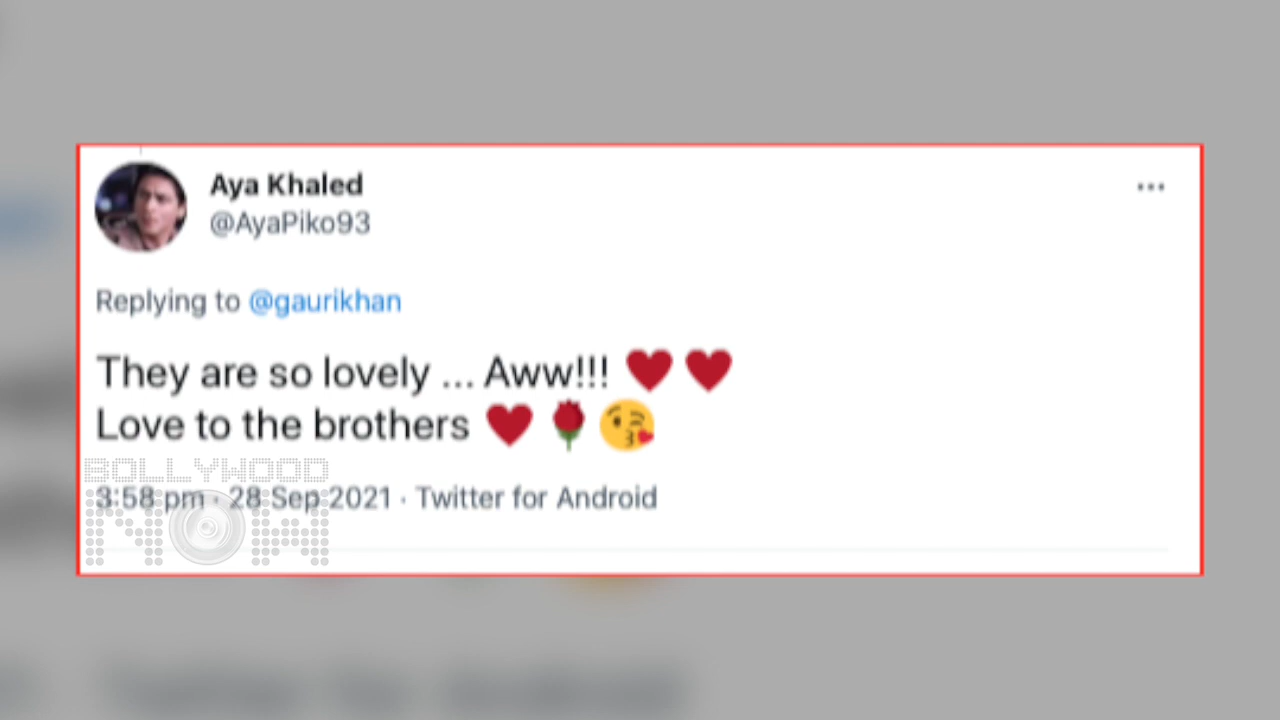 Aya Khaled
@AyaPiko93
Replying to @gaurikhan
They are so lovely ... Aww!!! ♥️ ♥️
Love to the brothers ♥️ 🌹 😘
3:58 pm · 28 Sep 2021 · Twitter for Android
BOLLYWOOD
NOW